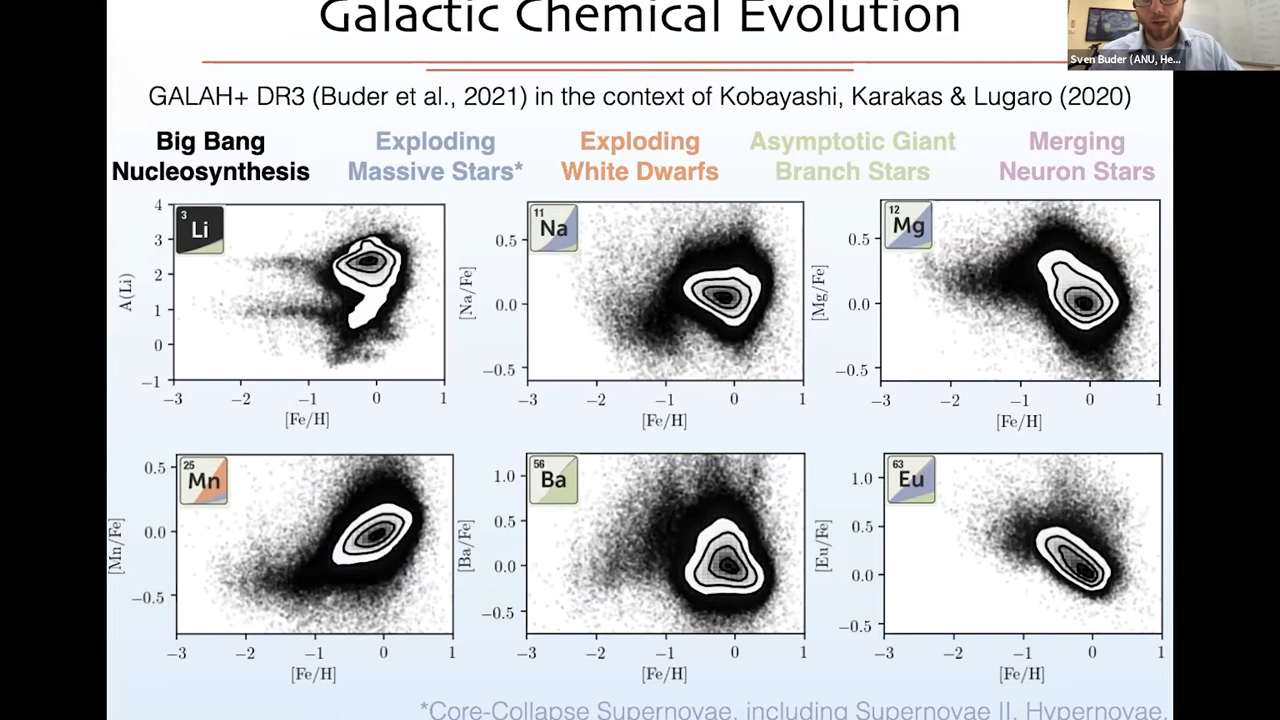 Galactic Chemical Evolution
Sven Buder (ANU, He...
GALAH+ DR3 (Buder et al., 2021) in the context of Kobayashi, Karakas & Lugaro (2020)
Big Bang Nucleosynthesis
Exploding Massive Stars*
Exploding White Dwarfs
Asymptotic Giant Branch Stars
Merging Neutron Stars
3
Li
4
3
2
1
0
−1
A(Li)
−3 −2 −1 0 1
[Fe/H]
11
Na
0.5
0.0
−0.5
[Na/Fe]
−3 −2 −1 0 1
[Fe/H]
12
Mg
0.5
0.0
−0.5
[Mg/Fe]
−3 −2 −1 0 1
[Fe/H]
25
Mn
0.5
0.0
−0.5
[Mn/Fe]
−3 −2 −1 0 1
[Fe/H]
56
Ba
1.0
0.5
0.0
−0.5
[Ba/Fe]
−3 −2 −1 0 1
[Fe/H]
63
Eu
1.0
0.5
0.0
−0.5
[Eu/Fe]
−3 −2 −1 0 1
[Fe/H]
*Core-Collapse Supernovae, including Supernovae II, Hypernovae,